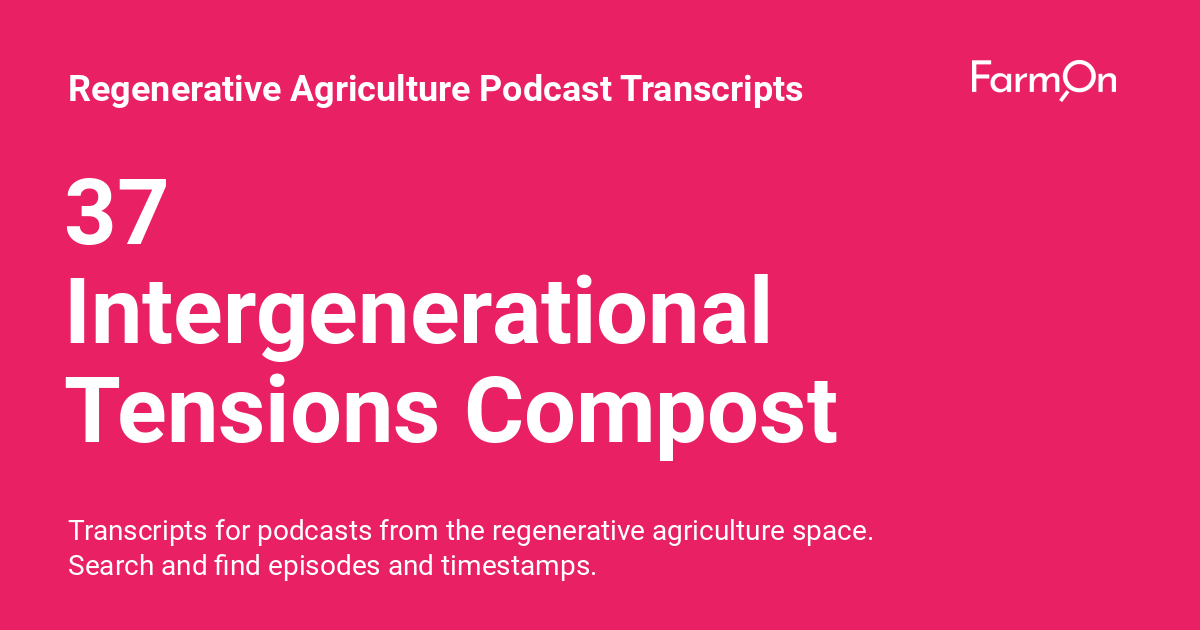 Regenerative Agriculture Podcast Transcripts
FarmOn
37
Intergenerational
Tensions Compost
Transcripts for podcasts from the regenerative agriculture space.
Search and find episodes and timestamps.